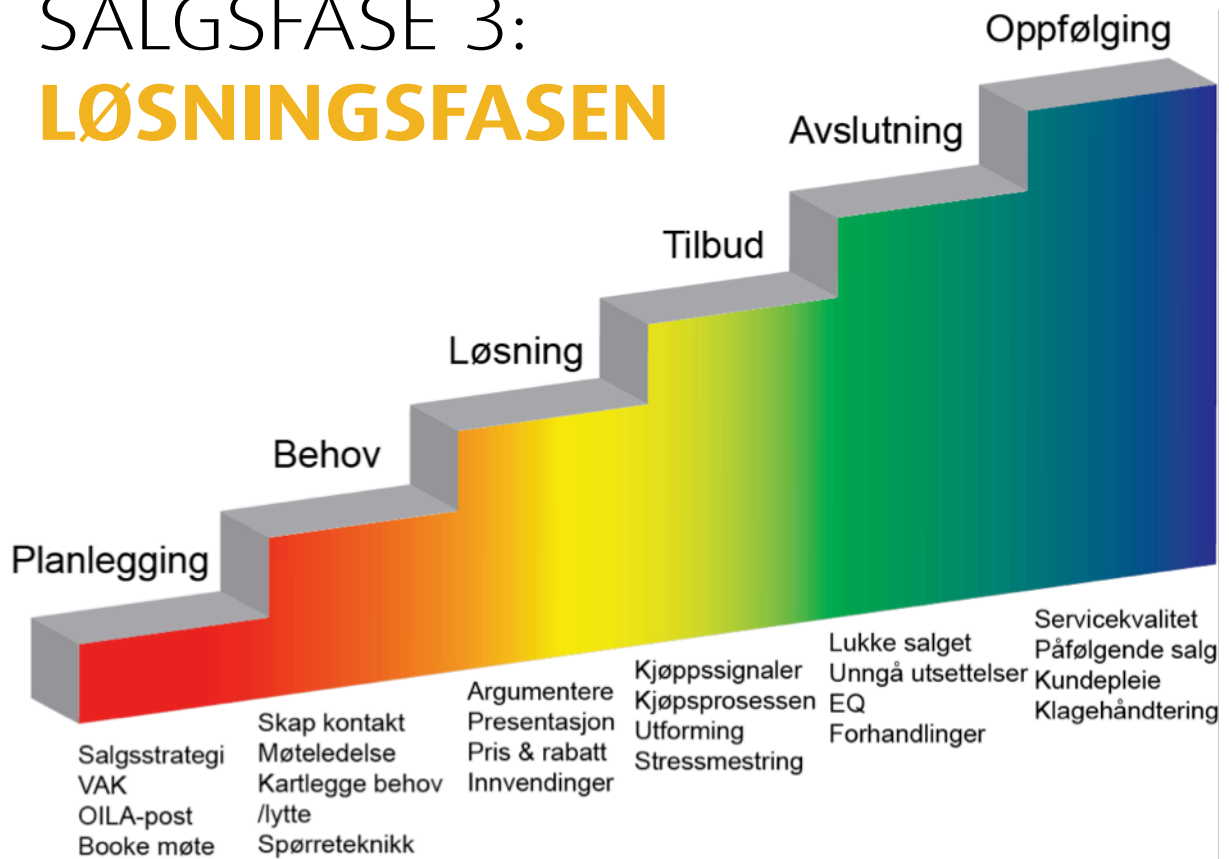 SALGSFASE 3:
LØSNINGSFASEN
Oppfølging
Avslutning
Tilbud
Løsning
Behov
Planlegging
Salgsstrategi
VAK
OILA-post
Booke møte
Skap kontakt
Møteledelse
Kartlegge behov
/lytte
Spørreteknikk
Argumentere
Presentasjon
Pris & rabatt
Innvendinger
Kjøppssignaler
Kjøpsprosessen
Utforming
Stressmestring
Lukke salget
Unngå utsettelser
EQ
Forhandlinger
Servicekvalitet
Påfølgende salg
Kundepleie
Klagehåndtering